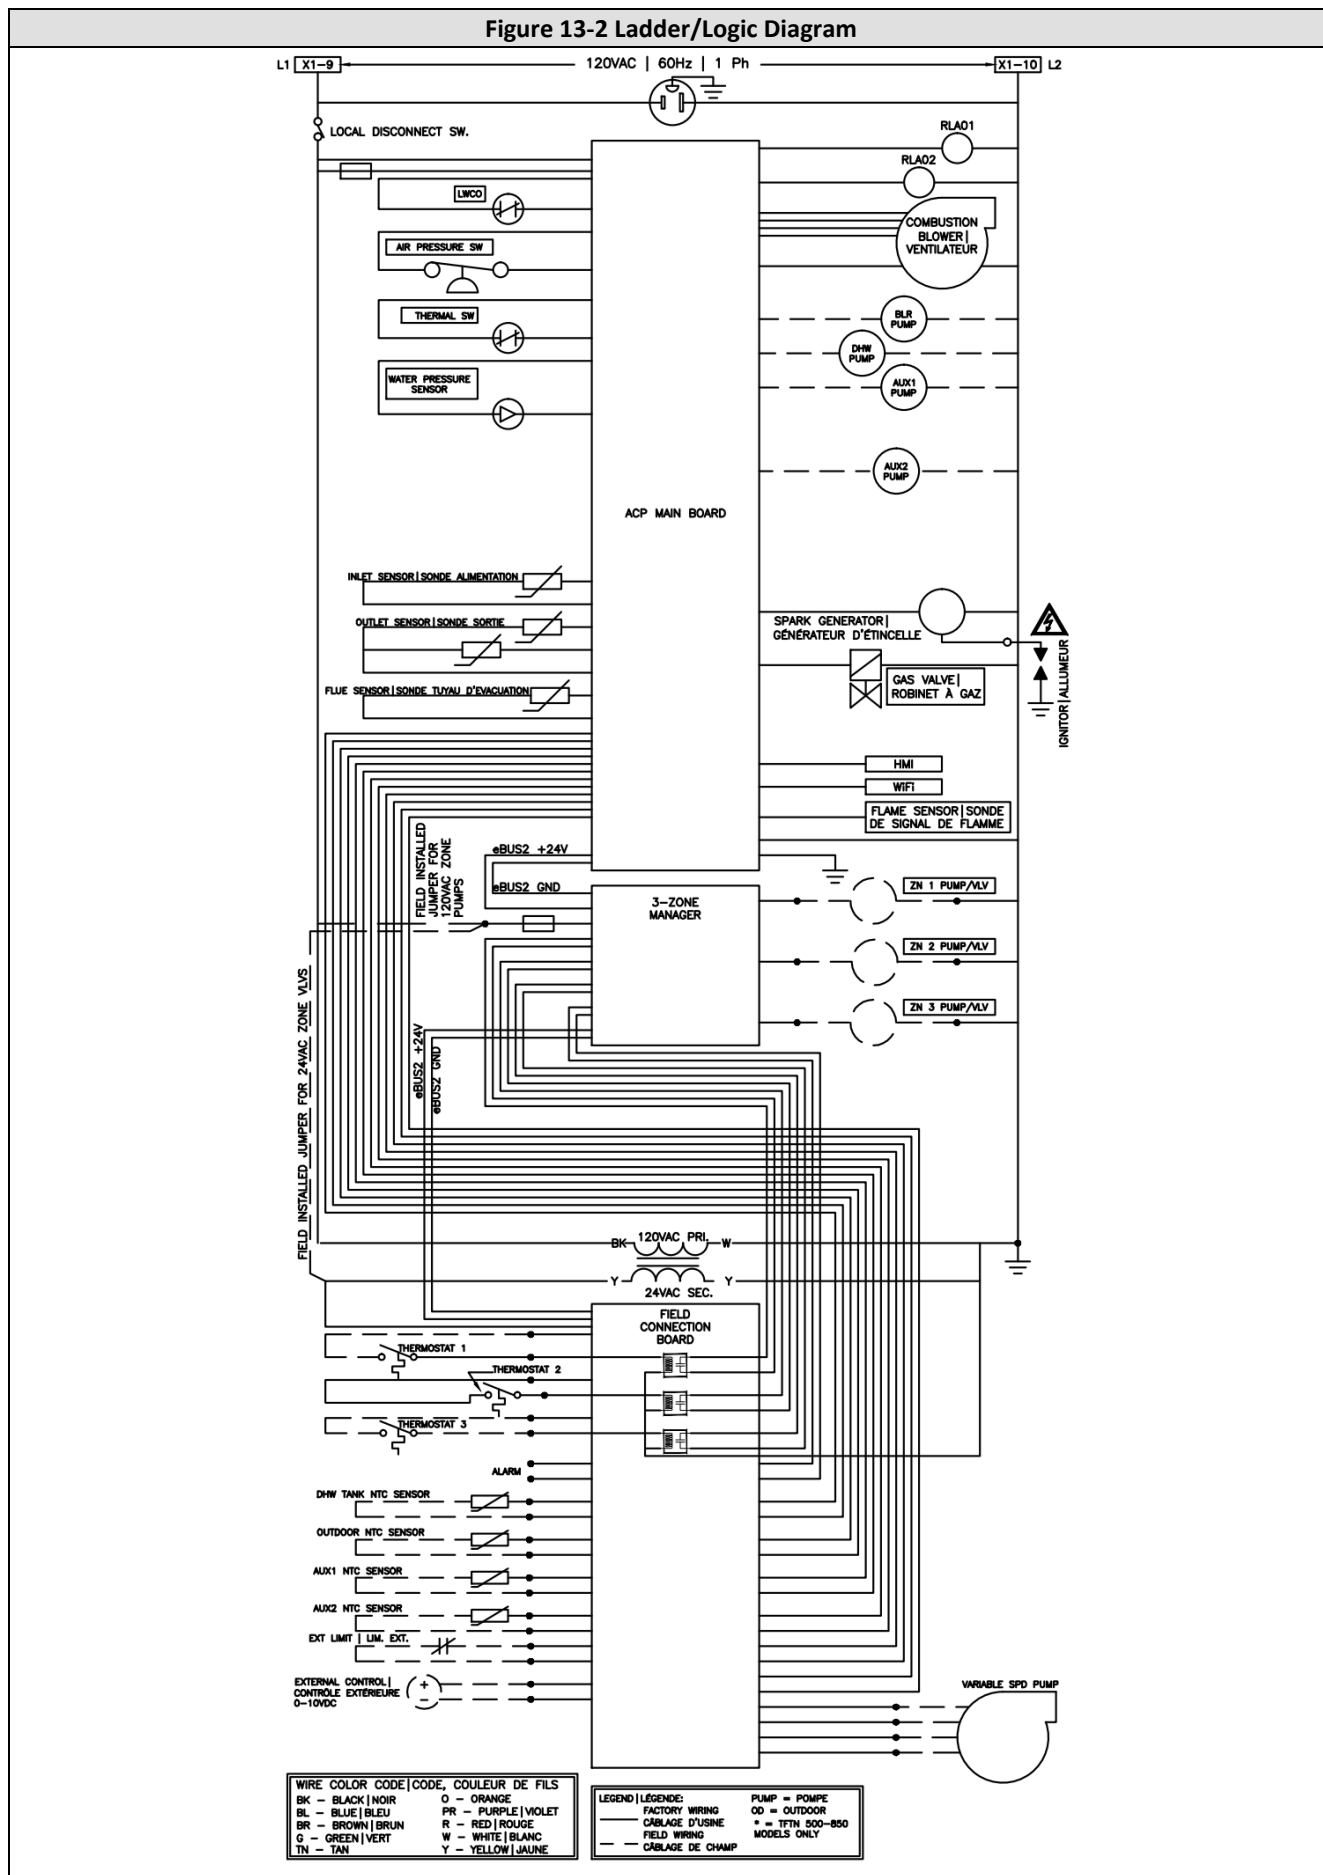 Figure 13-2 Ladder/Logic Diagram
L1 X1-9 120VAC | 60Hz | 1 Ph X1-10 L2
LOCAL DISCONNECT SW.
RLA01
RLA02
LWCO
COMBUSTION
BLOWER|
VENTILATEUR
AIR PRESSURE SW
THERMAL SW
BLR
PUMP
DHW
PUMP
WATER PRESSURE
SENSOR
AUX1
PUMP
AUX2
PUMP
ACP MAIN BOARD
INLET SENSOR|SONDE ALIMENTATION
OUTLET SENSOR|SONDE SORTIE
SPARK GENERATOR|
GÉNÉRATEUR D'ÉTINCELLE
IGNITOR|ALLUMEUR
FLUE SENSOR|SONDE TUYAU D'EVACUATION
GAS VALVE|
ROBINET À GAZ
HMI
WiFi
FLAME SENSOR|SONDE
DE SIGNAL DE FLAMME
FIELD INSTALLED
JUMPER FOR
120VAC ZONE
PUMPS
eBUS2 +24V
eBUS2 GND
3-ZONE
MANAGER
ZN 1 PUMP/VLV
ZN 2 PUMP/VLV
ZN 3 PUMP/VLV
FIELD INSTALLED JUMPER FOR 24VAC ZONE VLVS
eBUS2 +24V
eBUS2 GND
BK 120VAC PRI. W
Y Y
24VAC SEC.
FIELD
CONNECTION
BOARD
THERMOSTAT 1
THERMOSTAT 2
THERMOSTAT 3
ALARM
DHW TANK NTC SENSOR
OUTDOOR NTC SENSOR
AUX1 NTC SENSOR
AUX2 NTC SENSOR
EXT LIMIT | LIM. EXT.
EXTERNAL CONTROL|
CONTRÔLE EXTÉRIEURE
0-10VDC
+
−
VARIABLE SPD PUMP
WIRE COLOR CODE|CODE, COULEUR DE FILS
BK - BLACK|NOIR
BL - BLUE|BLEU
BR - BROWN|BRUN
G - GREEN|VERT
TN - TAN
O - ORANGE
PR - PURPLE|VIOLET
R - RED|ROUGE
W - WHITE|BLANC
Y - YELLOW|JAUNE
LEGEND|LÉGENDE:
FACTORY WIRING
CÂBLAGE D'USINE
FIELD WIRING
CÂBLAGE DE CHAMP
PUMP = POMPE
OD = OUTDOOR
* = TFTN 500-850
MODELS ONLY